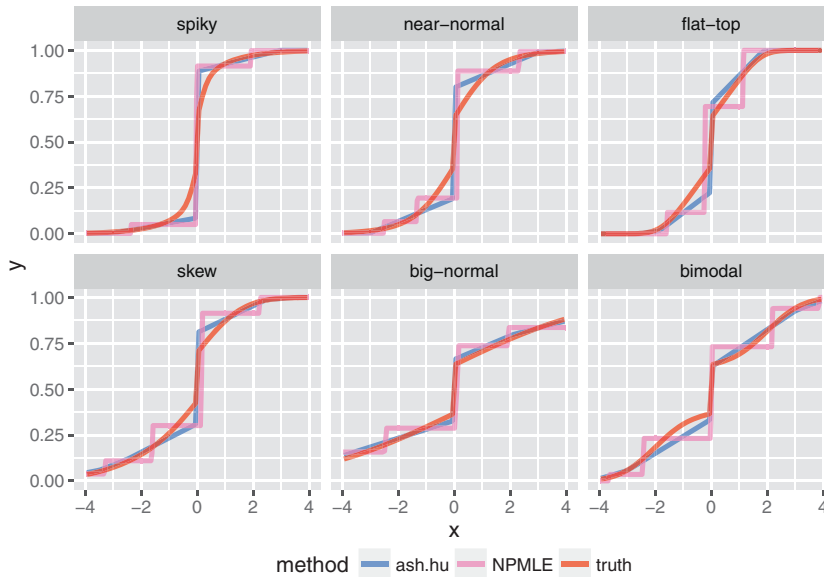 spiky near-normal flat-top
1.00
0.75
0.50
0.25
0.00
y
skew big-normal bimodal
1.00
0.75
0.50
0.25
0.00
−4 −2 0 2 4 −4 −2 0 2 4 −4 −2 0 2 4
x
method ash.hu NPMLE truth